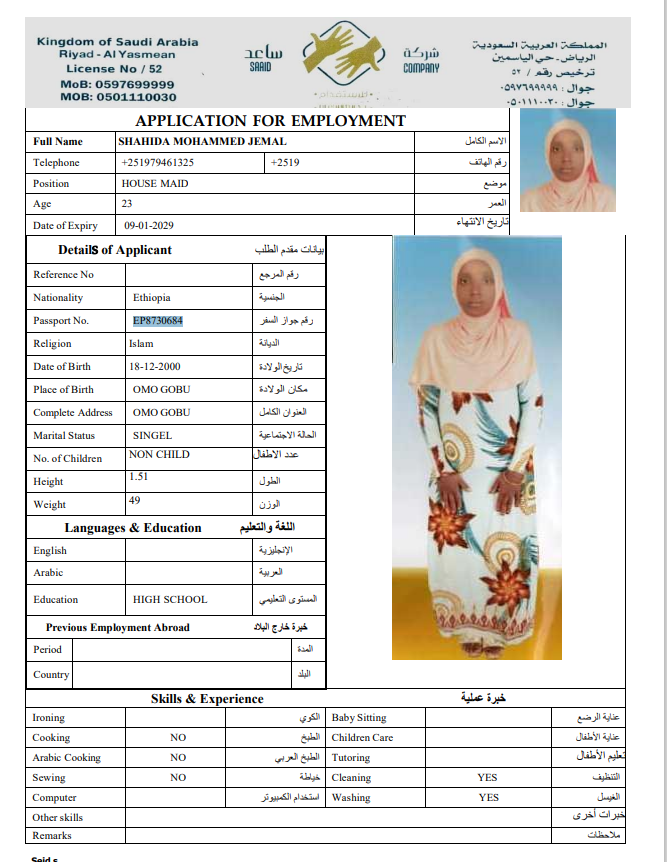 Kingdom of Saudi Arabia
Riyad - Al Yasmean
License No / 52
MoB: 0597699999
MOB: 0501110030
ساعد
SAAID
شركة
COMPANY
للاستقدام
المملكة العربية السعودية
الرياض - حي الياسمين
ترخيص رقم / ٥٢
جوال : ٠٥٩٧٦٩٩٩٩٩
جوال : ٠٥٠١١١٠٠٣٠
APPLICATION FOR EMPLOYMENT
Full Name SHAHIDA MOHAMMED JEMAL الاسم الكامل
Telephone +251979461325 +2519 رقم الهاتف
Position HOUSE MAID موضع
Age 23 العمر
Date of Expiry 09-01-2029 تاريخ الانتهاء
Details of Applicant بيانات مقدم الطلب
Reference No رقم المرجع
Nationality Ethiopia الجنسية
Passport No. EP8730684 رقم جواز السفر
Religion Islam الديانة
Date of Birth 18-12-2000 تاريخ الولادة
Place of Birth OMO GOBU مكان الولادة
Complete Address OMO GOBU العنوان الكامل
Marital Status SINGEL الحالة الاجتماعية
No. of Children NON CHILD عدد الاطفال
Height 1.51 الطول
Weight 49 الوزن
Languages & Education اللغة والتعليم
English الإنجليزية
Arabic العربية
Education HIGH SCHOOL المستوى التعليمي
Previous Employment Abroad خبرة خارج البلاد
Period المدة
Country البلد
Skills & Experience خبرة عملية
Ironing الكوي Baby Sitting عناية الرضع
Cooking NO الطبخ Children Care عناية الأطفال
Arabic Cooking NO الطبخ العربي Tutoring تعليم الأطفال
Sewing NO خياطة Cleaning YES التنظيف
Computer استخدام الكمبيوتر Washing YES الغسيل
Other skills خبرات أخرى
Remarks ملاحظات
Seid s